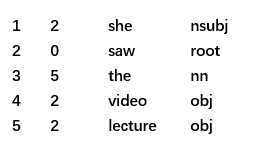 1 2 she nsubj
2 0 saw root
3 5 the nn
4 2 video obj
5 2 lecture obj